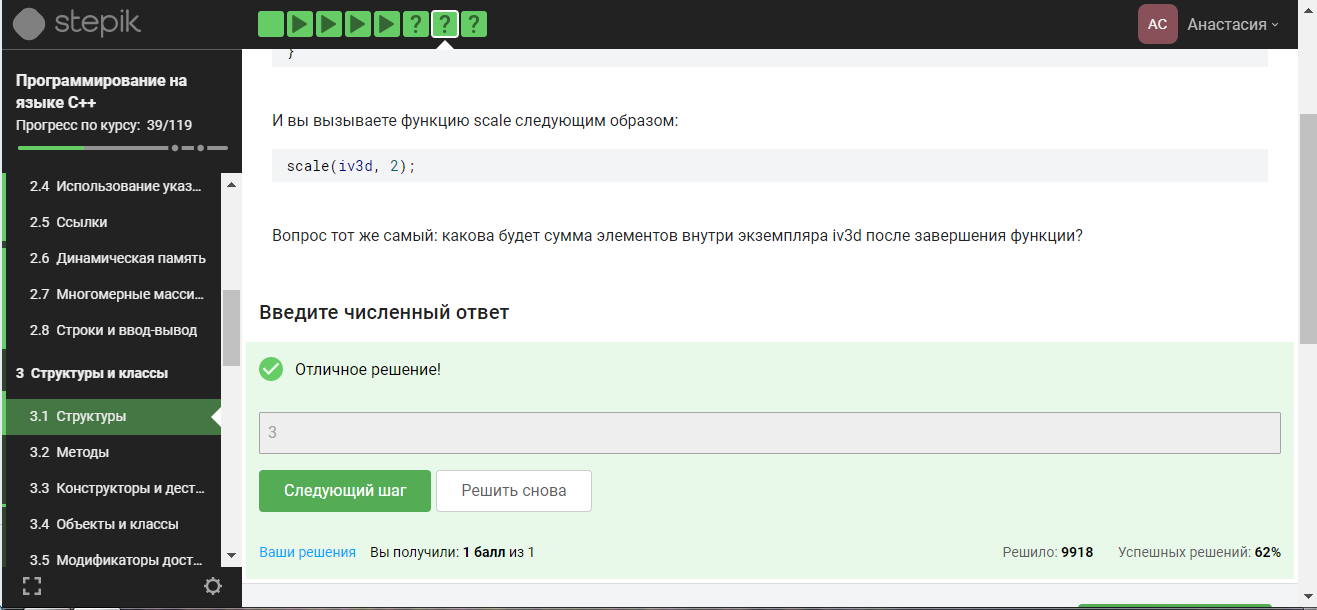 stepik
? ? ?
АС Анастасия
Программирование на
языке C++
Прогресс по курсу: 39/119
2.4 Использование указ...
2.5 Ссылки
2.6 Динамическая память
2.7 Многомерные масси...
2.8 Строки и ввод-вывод
3 Структуры и классы
3.1 Структуры
3.2 Методы
3.3 Конструкторы и дест...
3.4 Объекты и классы
3.5 Модификаторы дост...
}
И вы вызываете функцию scale следующим образом:
scale(iv3d, 2);
Вопрос тот же самый: какова будет сумма элементов внутри экземпляра iv3d после завершения функции?
Введите численный ответ
Отличное решение!
3
Следующий шаг Решить снова
Ваши решения Вы получили: 1 балл из 1 Решило: 9918 Успешных решений: 62%